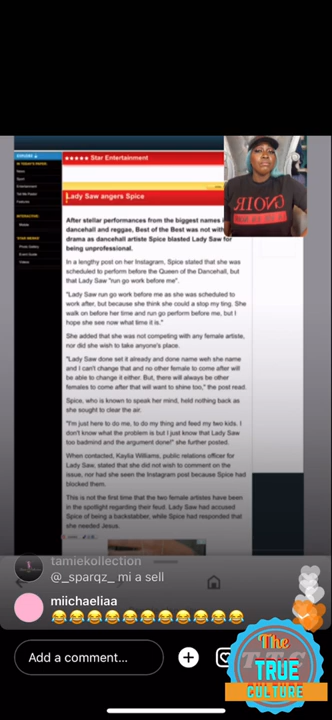 ★★★★★ Star Entertainment
Lady Saw angers Spice
After stellar performances from the biggest names i
dancehall and reggae, Best of the Best was not with
drama as dancehall artiste Spice blasted Lady Saw for
being unprofessional.
In a lengthy post on her Instagram, Spice stated that she was
scheduled to perform before the Queen of the Dancehall, but
that Lady Saw "run go work before me".
"Lady Saw run go work before me as she was scheduled to
work after, but because she think she could a stop my ting. She
walk on before her time and run go perform before me, but I
hope she see now what time it is."
She added that she was not competing with any female artiste,
nor did she wish to take anyone's place.
"Lady Saw done set it already and done name weh she name
and I can't change that and no other female to come after will
be able to change it either. But, there will always be other
females to come after that will want to shine too," the post read.
Spice, who is known to speak her mind, held nothing back as
she sought to clear the air.
"I'm just here to do me, to do my thing and feed my two kids. I
don't know what the problem is but I just know that Lady Saw
too badmind and the argument done!" she further posted.
When contacted, Kayila Williams, public relations officer for
Lady Saw, stated that she did not wish to comment on the
issue, nor had she seen the Instagram post because Spice had
blocked them.
This is not the first time that the two female artistes have been
in the spotlight regarding their feud. Lady Saw had accused
Spice of being a backstabber, while Spice had responded that
she needed Jesus.
tamiekollection
@_sparqz_ mi a sell
miichaeliaa
😂😂😂😂😂😂😂😂😂😂😂😂
Add a comment...
The
T.T.C
TRUE
CULTURE